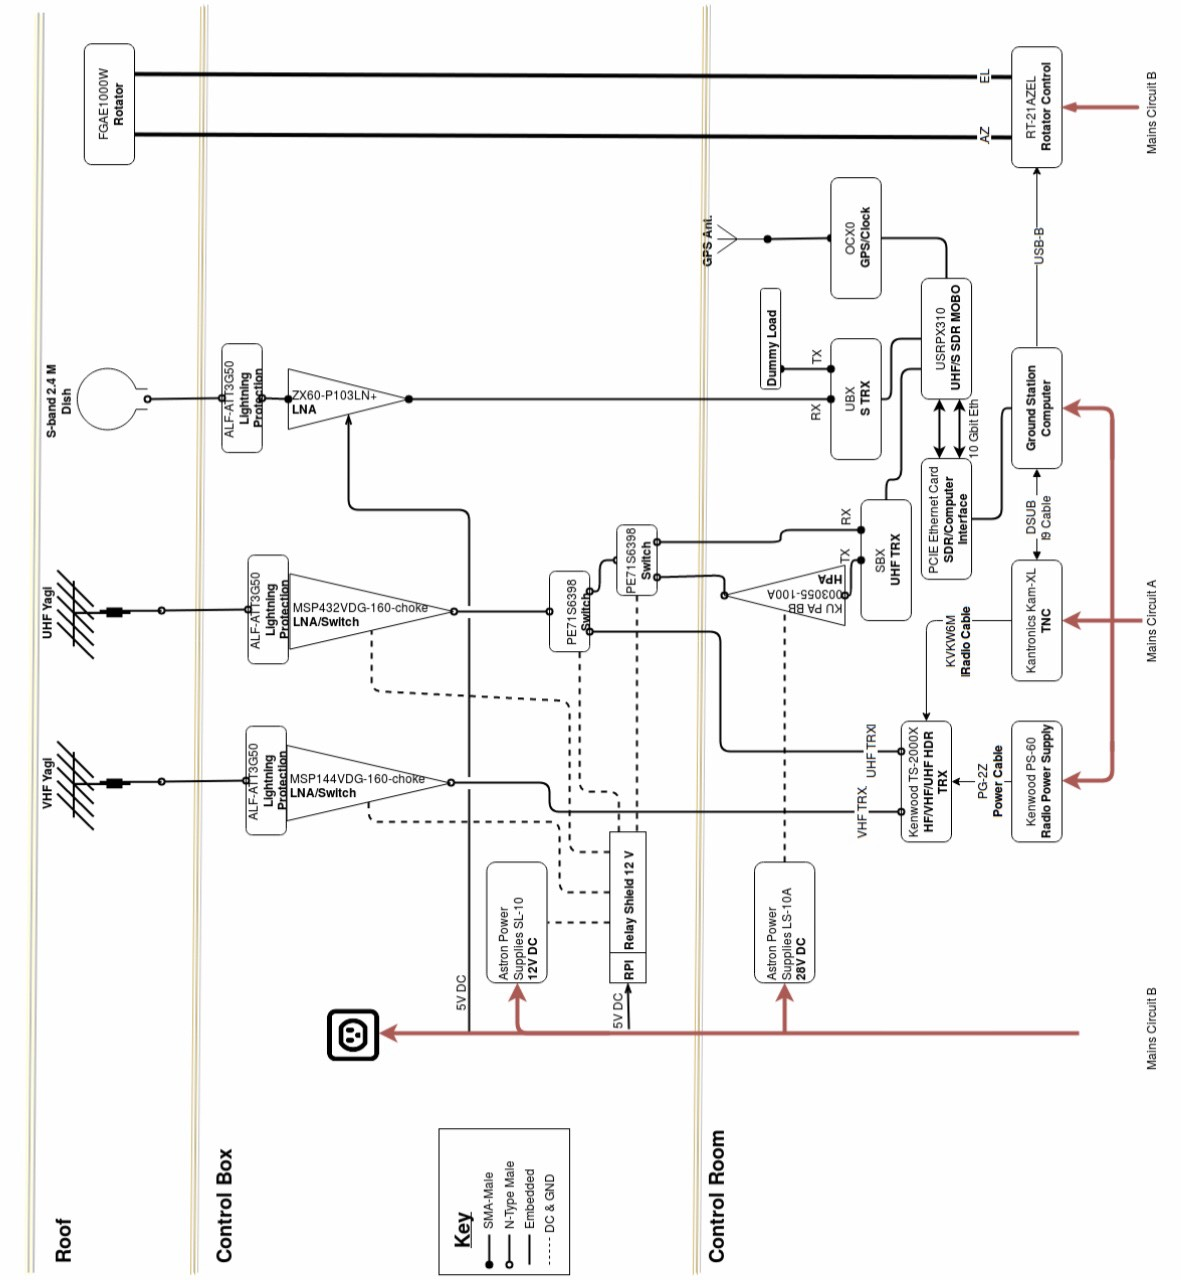 Roof
VHF Yagi
UHF Yagi
S-band 2.4 M
Dish
FGAE1000W
Rotator
Control Box
ALF-ATT3G50
Lightning
Protection
MSP144VDG-160-choke
LNA/Switch
ALF-ATT3G50
Lightning
Protection
MSP432VDG-160-choke
LNA/Switch
ALF-ATT3G50
Lightning
Protection
ZX60-P103LN+
LNA
5V DC
Astron Power
Supplies SL-10
12V DC
PE71S6398
Switch
PE71S6398
Switch
5V DC
RPI
Relay Shield 12 V
Key
SMA-Male
N-Type Male
Embedded
DC & GND
Control Room
GPS Ant.
Dummy Load
KU PA BB
003055-100A
HPA
Astron Power
Supplies LS-10A
28V DC
TX
RX
UBX
S TRX
OCX0
GPS/Clock
RX
TX
SBX
UHF TRX
VHF TRX
UHF TRX
Kenwood TS-2000X
HF/VHF/UHF HDR
TRX
KVKW6M
Radio Cable
PCIE Ethernet Card
SDR/Computer
Interface
10 Gbit Eth
USRPX310
UHF/S SDR MOBO
EL
AZ
PG-2Z
Power Cable
Kenwood PS-60
Radio Power Supply
Kantronics Kam-XL
TNC
DSUB
9 Cable
Ground Station
Computer
USB-B
RT-21AZEL
Rotator Control
Mains Circuit B
Mains Circuit A
Mains Circuit B